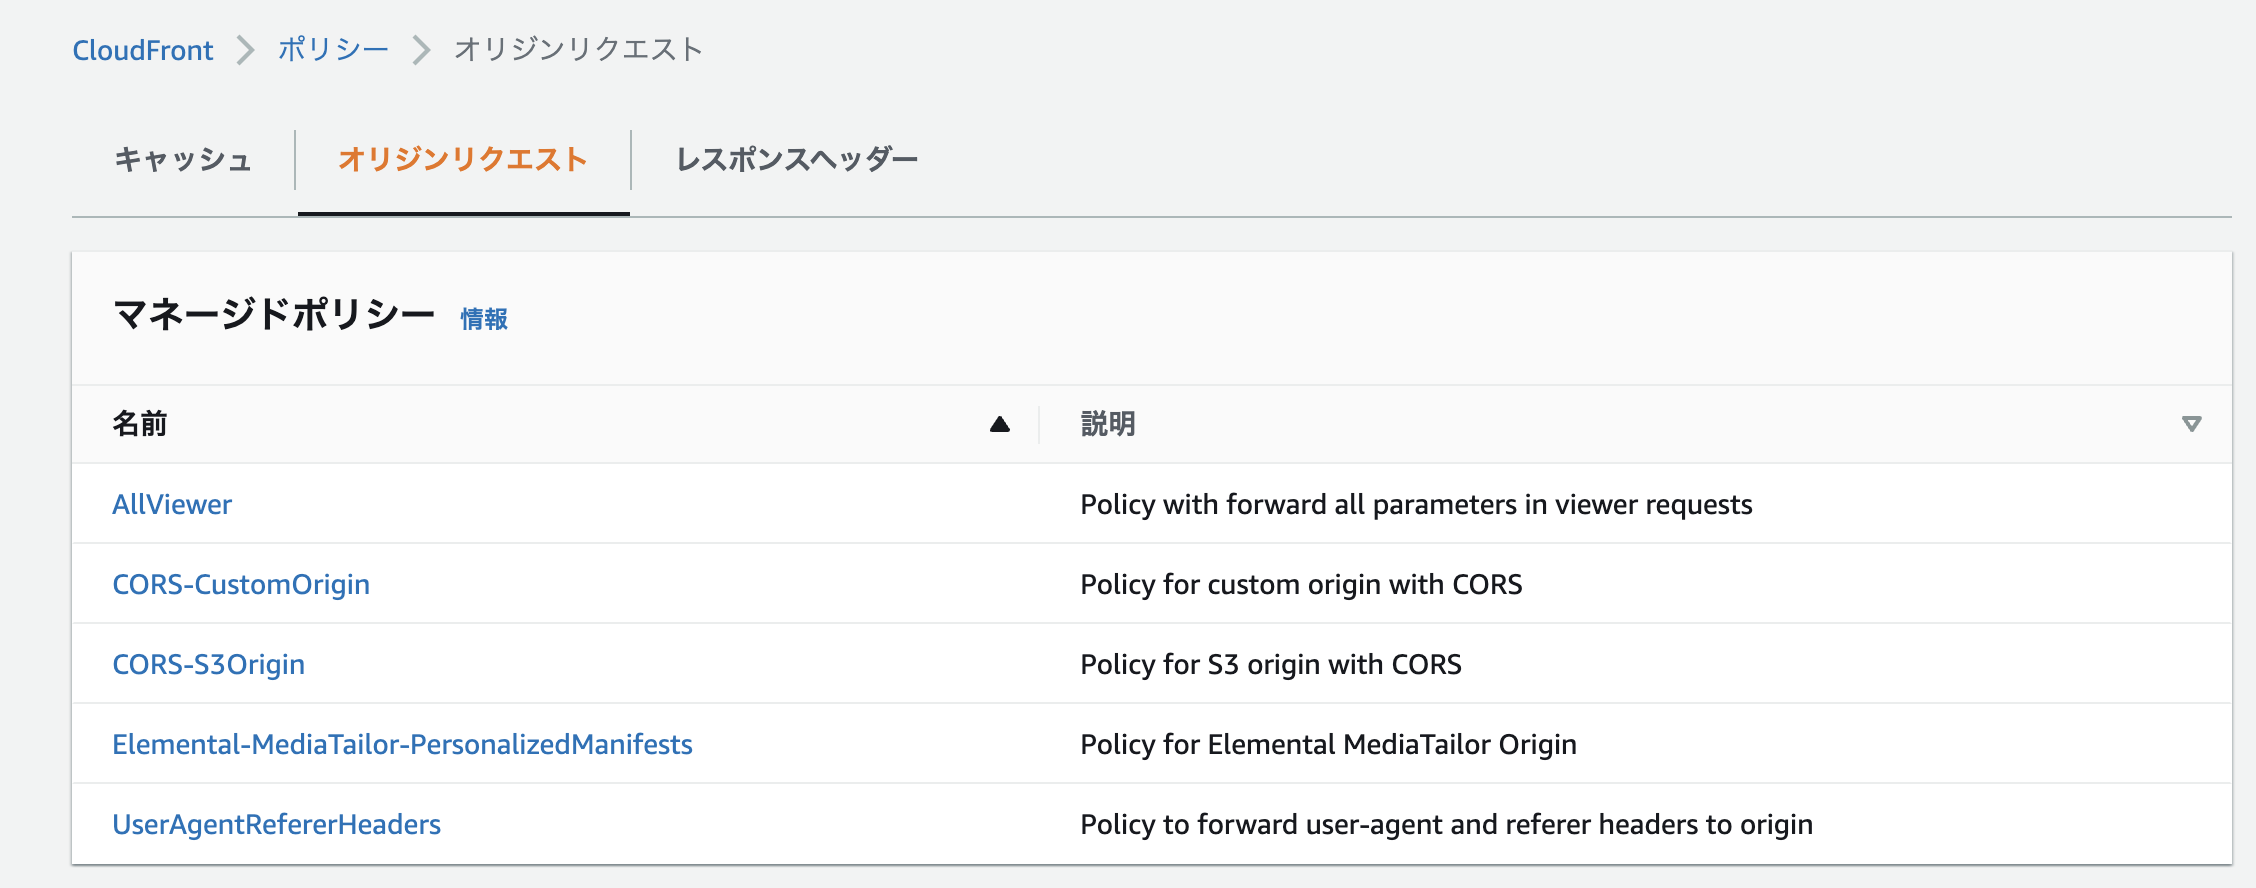 CloudFront > ポリシー > オリジンリクエスト
キャッシュ オリジンリクエスト レスポンスヘッダー
マネージドポリシー 情報
名前 ▲ 説明 ▽
AllViewer Policy with forward all parameters in viewer requests
CORS-CustomOrigin Policy for custom origin with CORS
CORS-S3Origin Policy for S3 origin with CORS
Elemental-MediaTailor-PersonalizedManifests Policy for Elemental MediaTailor Origin
UserAgentRefererHeaders Policy to forward user-agent and referer headers to origin